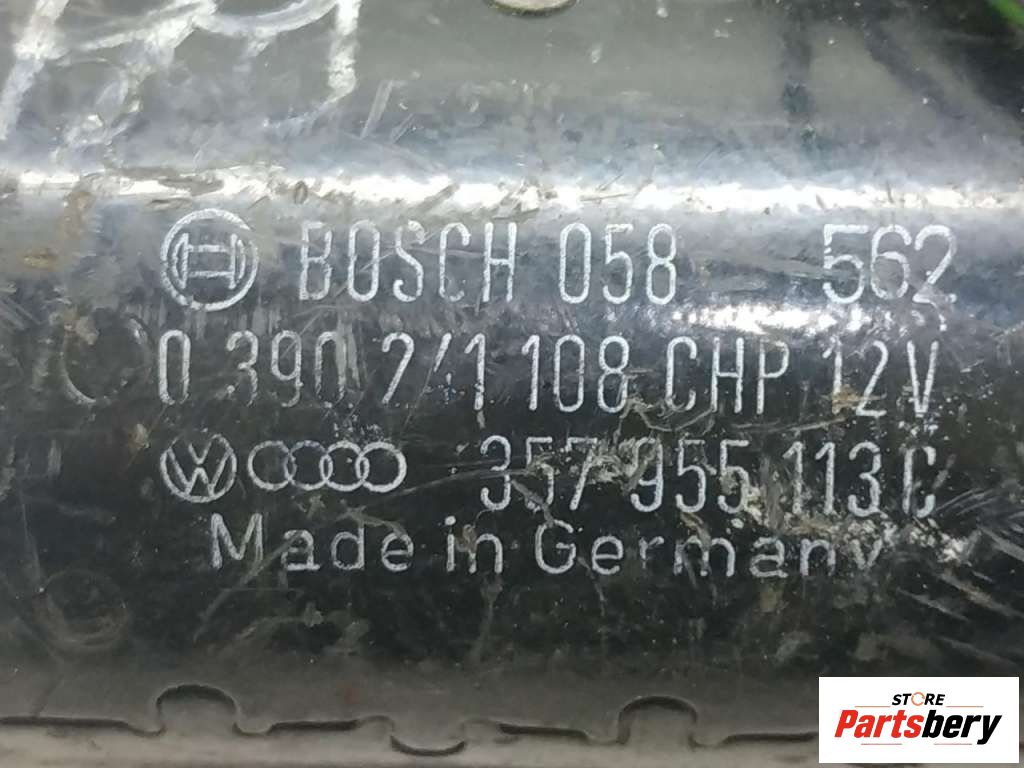 BOSCH 058 562
0 390 241 108 CHP 12V
357 955 113 C
Made in Germany
STORE
Partsbery